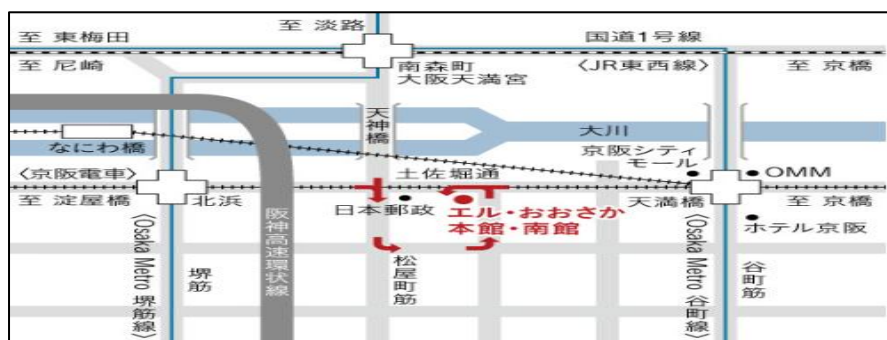 至 淡路
至 東梅田
国道1号線
至 尼崎
南森町
大阪天満宮
〈JR東西線〉
至 京橋
天神橋
大川
なにわ橋
京阪シティ
モール
〈京阪電車〉
土佐堀通
OMM
至 淀屋橋
北浜
日本郵政
エル・おおさか
本館・南館
天満橋
至 京橋
ホテル京阪
阪神高速環状線
〈Osaka Metro 堺筋線〉
堺筋
松屋町筋
〈Osaka Metro 谷町線〉
谷町筋